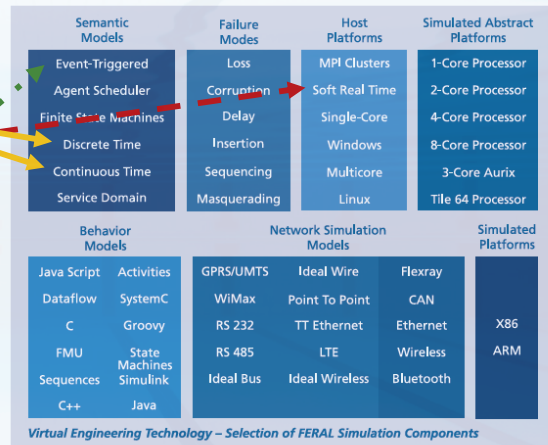 Semantic
Models
Failure
Modes
Host
Platforms
Simulated Abstract
Platforms
Event-Triggered
Agent Scheduler
Finite State Machines
Discrete Time
Continuous Time
Service Domain
Loss
Corruption
Delay
Insertion
Sequencing
Masquerading
MPI Clusters
Soft Real Time
Single-Core
Windows
Multicore
Linux
1-Core Processor
2-Core Processor
4-Core Processor
8-Core Processor
3-Core Aurix
Tile 64 Processor
Behavior
Models
Network Simulation
Models
Simulated
Platforms
Java Script
Dataflow
C
FMU
Sequences
C++
Activities
SystemC
Groovy
State
Machines
Simulink
Java
GPRS/UMTS
WiMax
RS 232
RS 485
Ideal Bus
Ideal Wire
Point To Point
TT Ethernet
LTE
Ideal Wireless
Flexray
CAN
Ethernet
Wireless
Bluetooth
X86
ARM
Virtual Engineering Technology – Selection of FERAL Simulation Components